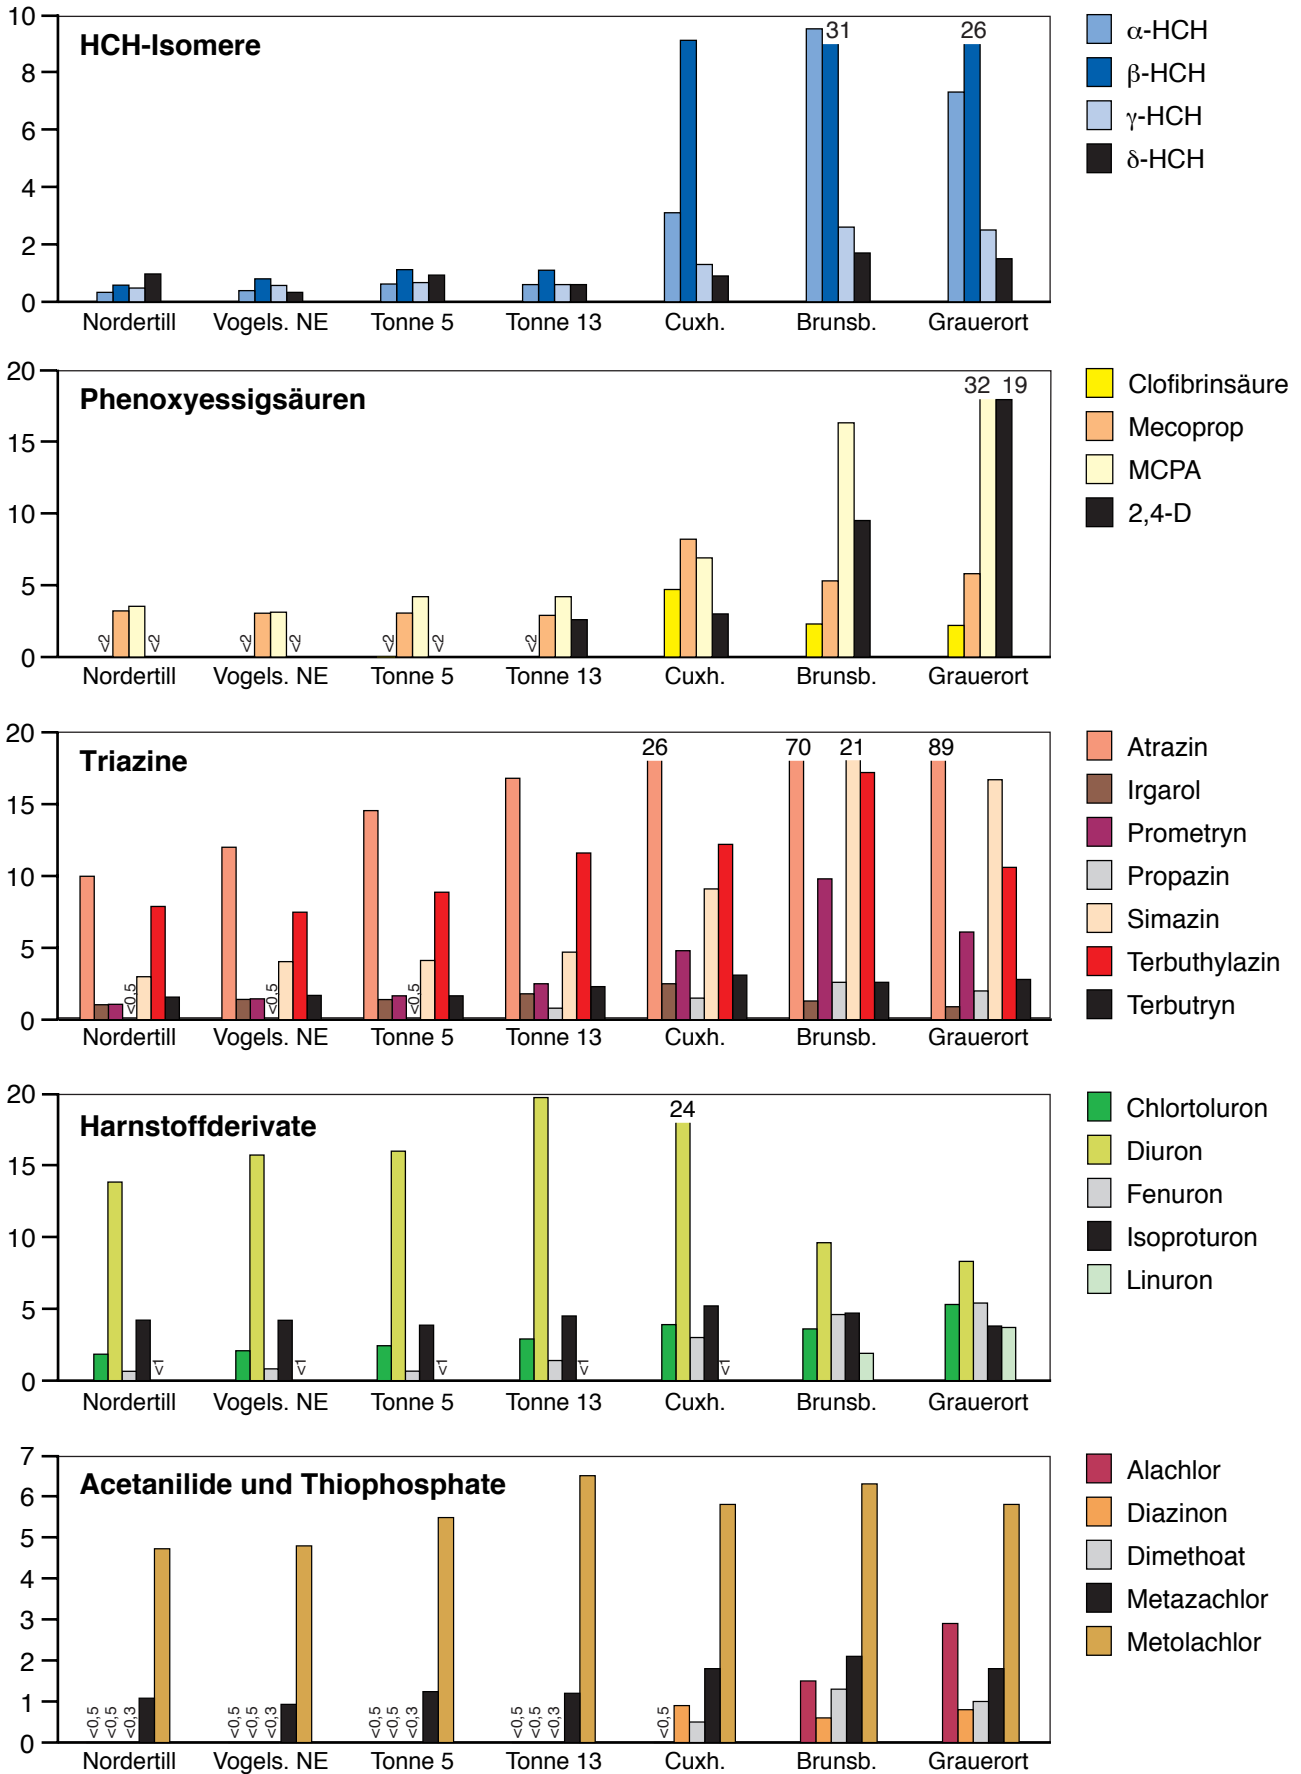 HCH-Isomere
10
8
6
4
2
0
31
26
Nordertill Vogels. NE Tonne 5 Tonne 13 Cuxh. Brunsb. Grauerort
α-HCH
β-HCH
γ-HCH
δ-HCH
Phenoxyessigsäuren
20
15
10
5
0
32 19
<2 <2 <2 <2 <2 <2 <2
Nordertill Vogels. NE Tonne 5 Tonne 13 Cuxh. Brunsb. Grauerort
Clofibrinsäure
Mecoprop
MCPA
2,4-D
Triazine
20
15
10
5
0
26 70 21 89
<0,5 <0,5 <0,5
Nordertill Vogels. NE Tonne 5 Tonne 13 Cuxh. Brunsb. Grauerort
Atrazin
Irgarol
Prometryn
Propazin
Simazin
Terbuthylazin
Terbutryn
Harnstoffderivate
20
15
10
5
0
24
<1 <1 <1 <1 <1
Nordertill Vogels. NE Tonne 5 Tonne 13 Cuxh. Brunsb. Grauerort
Chlortoluron
Diuron
Fenuron
Isoproturon
Linuron
Acetanilide und Thiophosphate
7
6
5
4
3
2
1
0
<0,5 <0,5 <0,3 <0,5 <0,5 <0,3 <0,5 <0,5 <0,3 <0,5 <0,5 <0,3 <0,5
Nordertill Vogels. NE Tonne 5 Tonne 13 Cuxh. Brunsb. Grauerort
Alachlor
Diazinon
Dimethoat
Metazachlor
Metolachlor